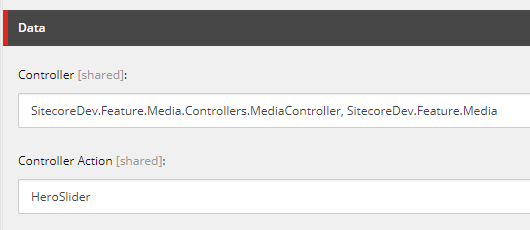 Data
Controller [shared]:
SitecoreDev.Feature.Media.Controllers.MediaController, SitecoreDev.Feature.Media
Controller Action [shared]:
HeroSlider